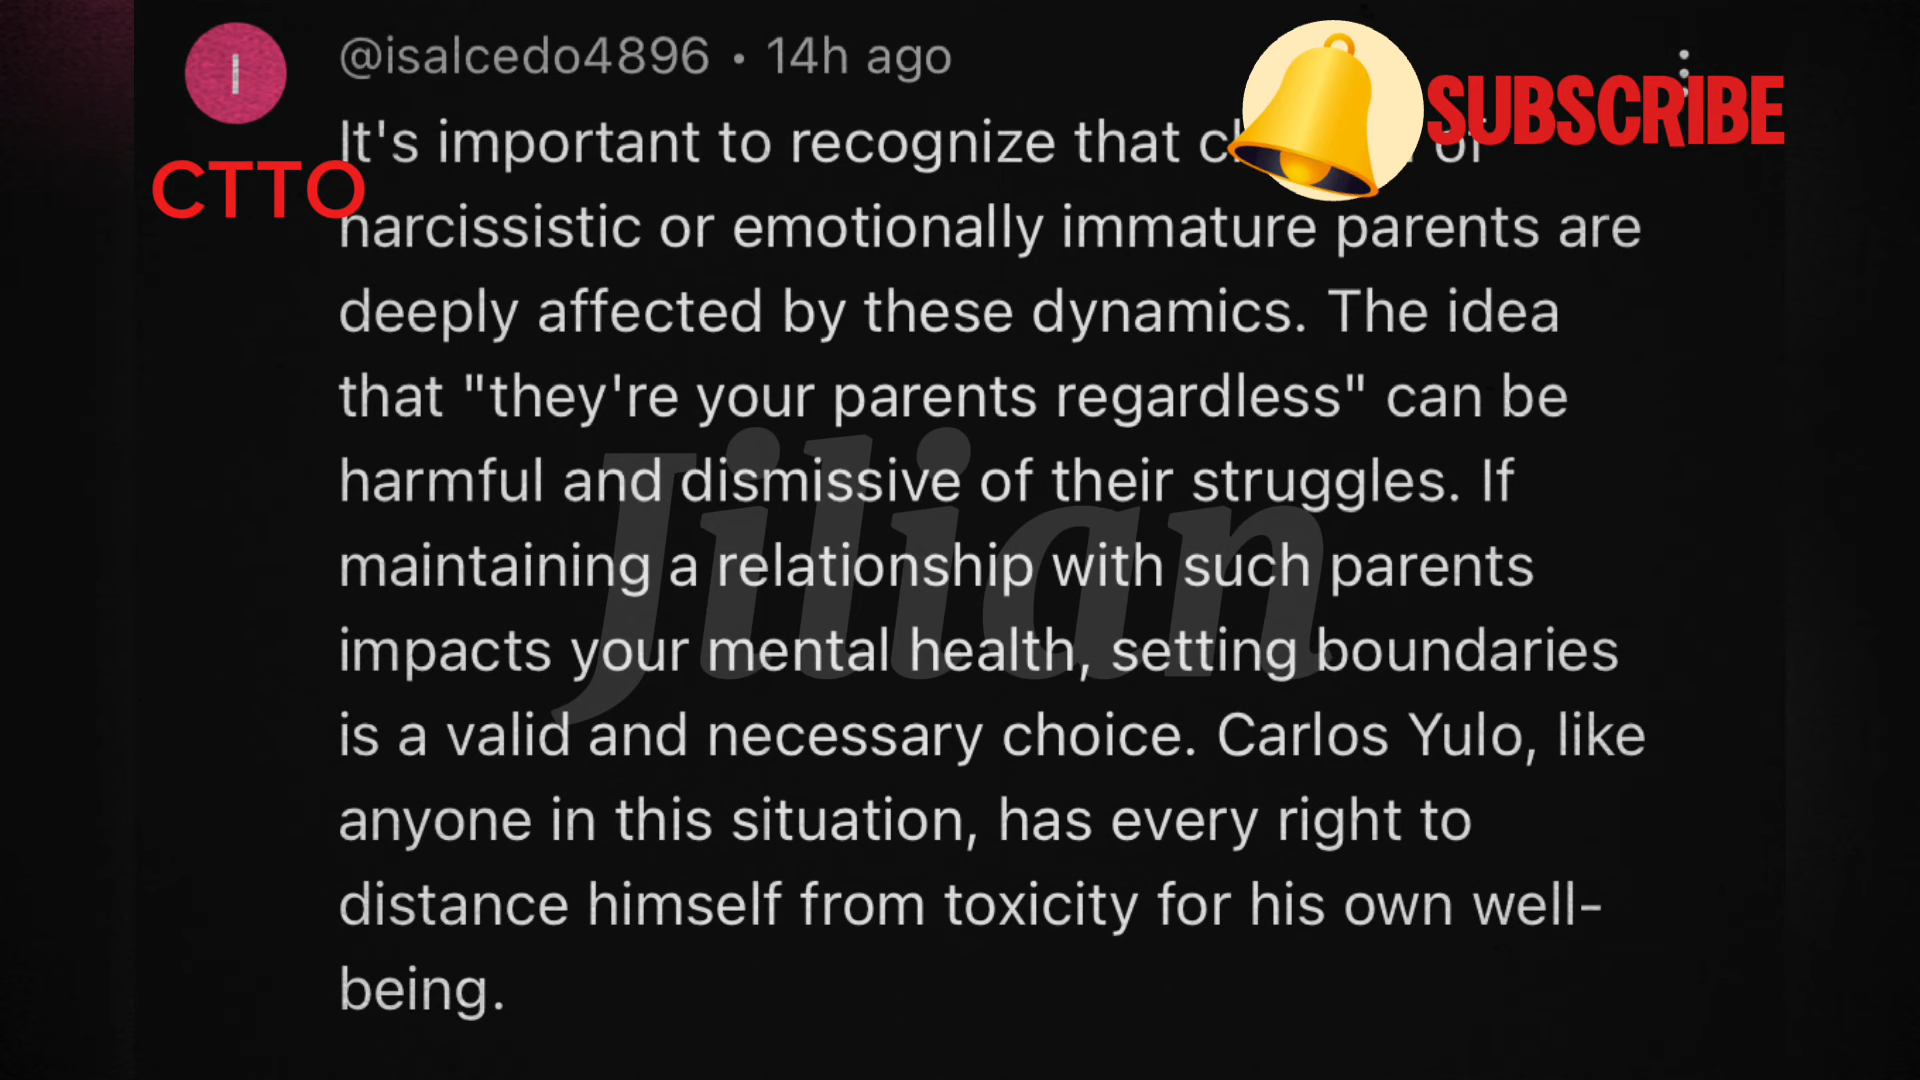 @isalcedo4896 • 14h ago
SUBSCRIBE
It's important to recognize that of
CTTO
narcissistic or emotionally immature parents are
deeply affected by these dynamics. The idea
that "they're your parents regardless" can be
harmful and dismissive of their struggles. If
Jilian
maintaining a relationship with such parents
impacts your mental health, setting boundaries
is a valid and necessary choice. Carlos Yulo, like
anyone in this situation, has every right to
distance himself from toxicity for his own well-
being.